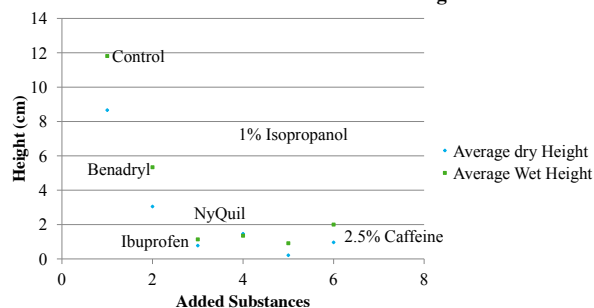 14
12
10
8
6
4
2
0
Height (cm)
Control
1% Isopropanol
Benadryl
NyQuil
Ibuprofen
2.5% Caffeine
Average dry Height
Average Wet Height
0 2 4 6 8
Added Substances